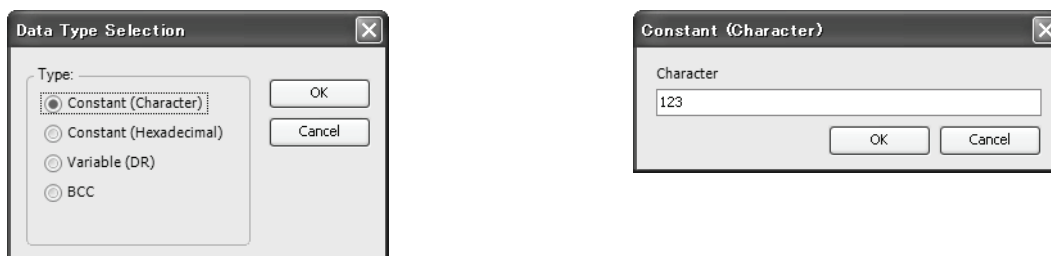 Data Type Selection
Type:
Constant (Character)
Constant (Hexadecimal)
Variable (DR)
BCC
OK
Cancel
Constant (Character)
Character
123
OK
Cancel